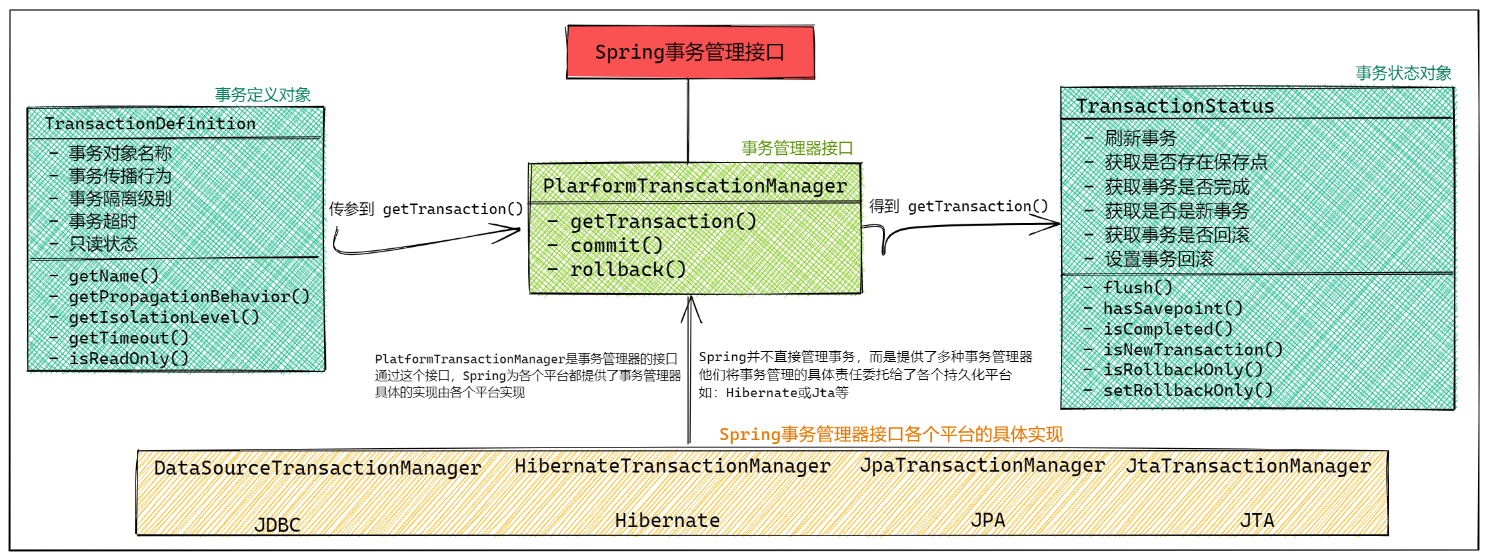 Spring事务管理接口
事务定义对象
TransactionDefinition
- 事务对象名称
- 事务传播行为
- 事务隔离级别
- 事务超时
- 只读状态
- getName()
- getPropagationBehavior()
- getIsolationLevel()
- getTimeout()
- isReadOnly()
传参到 getTransaction()
事务管理器接口
PlarformTranscationManager
- getTransaction()
- commit()
- rollback()
得到 getTransaction()
事务状态对象
TransactionStatus
- 刷新事务
- 获取是否存在保存点
- 获取事务是否完成
- 获取是否是新事务
- 获取事务是否回滚
- 设置事务回滚
- flush()
- hasSavepoint()
- isCompleted()
- isNewTransaction()
- isRollbackOnly()
- setRollbackOnly()
PlatformTransactionManager是事务管理器的接口
通过这个接口，Spring为各个平台都提供了事务管理器
具体的实现由各个平台实现
Spring并不直接管理事务，而是提供了多种事务管理器
他们将事务管理的具体责任委托给了各个持久化平台
如：Hibernate或Jta等
Spring事务管理器接口各个平台的具体实现
DataSourceTransactionManager
JDBC
HibernateTransactionManager
Hibernate
JpaTransactionManager
JPA
JtaTransactionManager
JTA